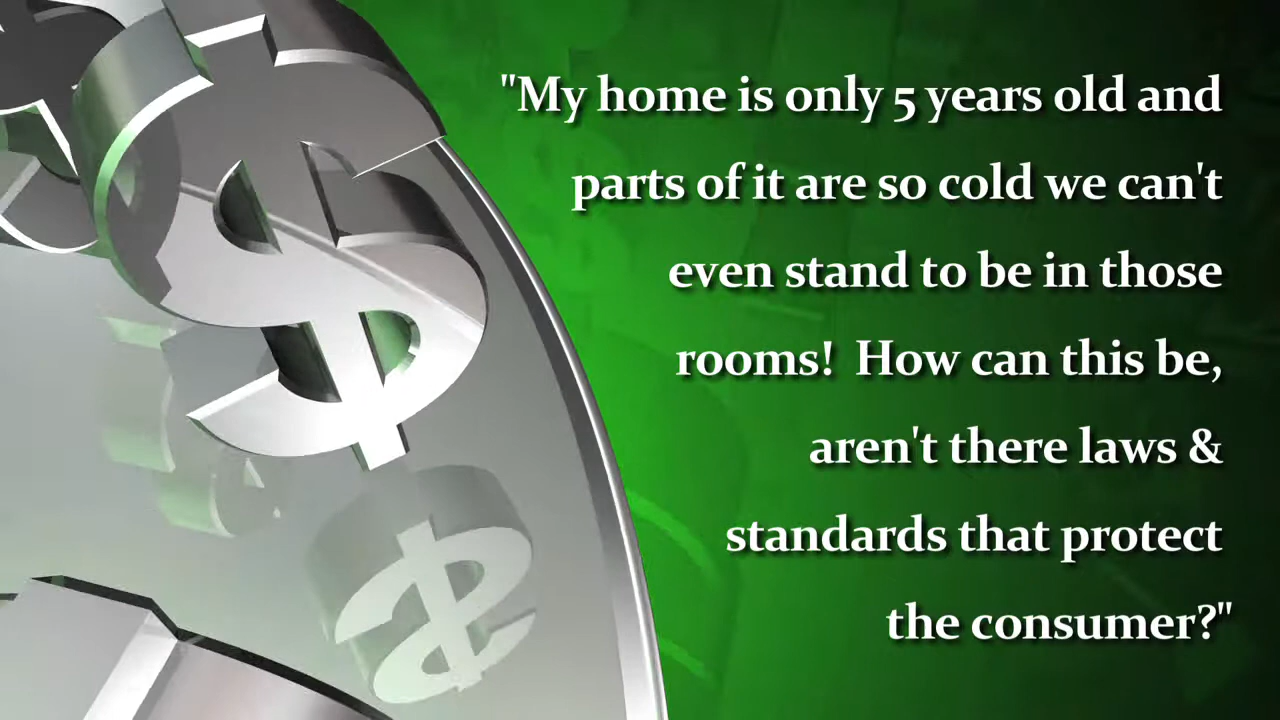 "My home is only 5 years old and
parts of it are so cold we can't
even stand to be in those
rooms!  How can this be,
aren't there laws &
standards that protect
the consumer?"